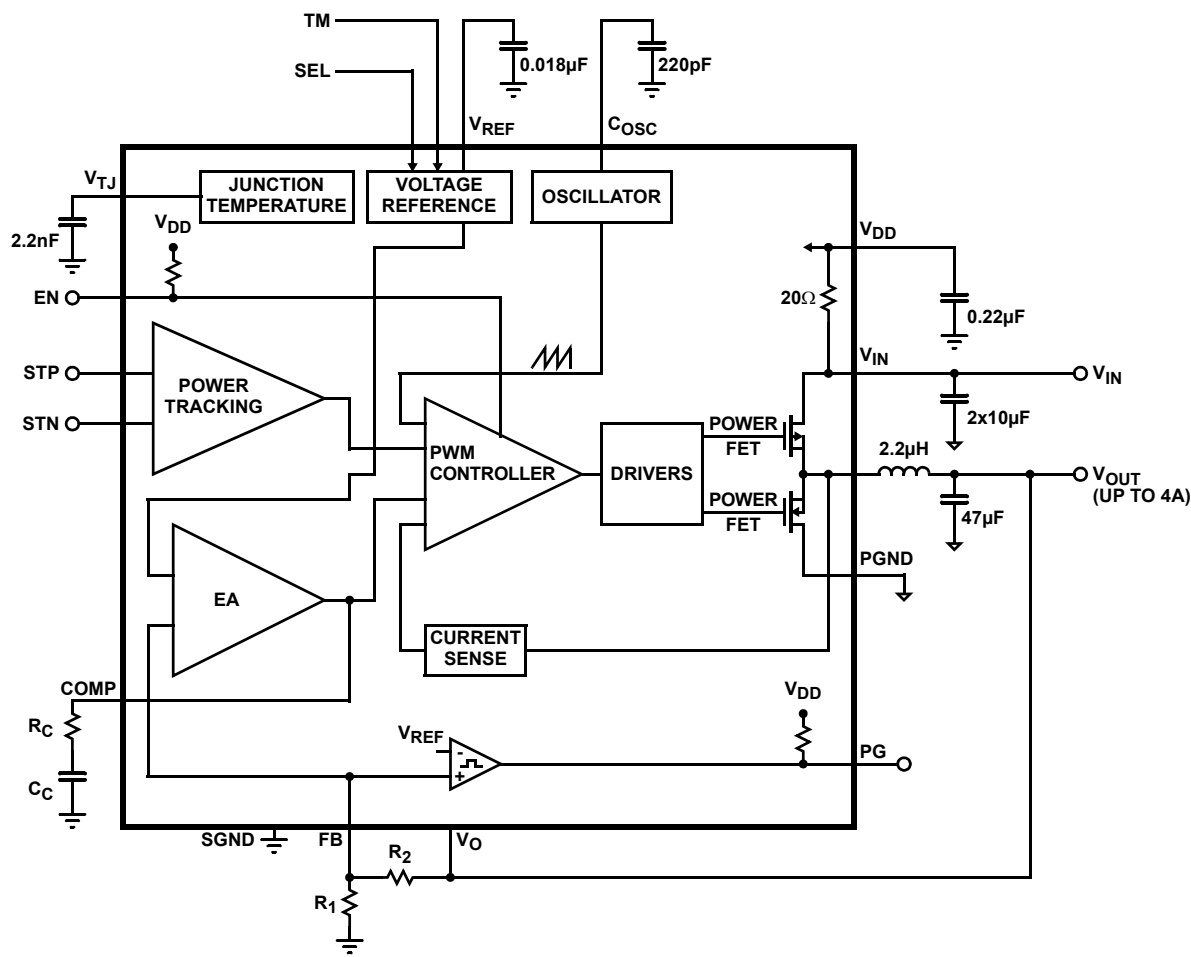 TM
0.018µF
220pF
SEL
VREF
COSC
VTJ
JUNCTION
TEMPERATURE
VOLTAGE
REFERENCE
OSCILLATOR
2.2nF
VDD
VDD
EN
20Ω
0.22µF
STP
POWER
TRACKING
STN
VIN
VIN
2x10µF
PWM
CONTROLLER
DRIVERS
POWER
FET
POWER
FET
2.2µH
VOUT
(UP TO 4A)
47µF
PGND
EA
CURRENT
SENSE
COMP
RC
CC
VREF
-
+
VDD
PG
SGND
FB
VO
R2
R1